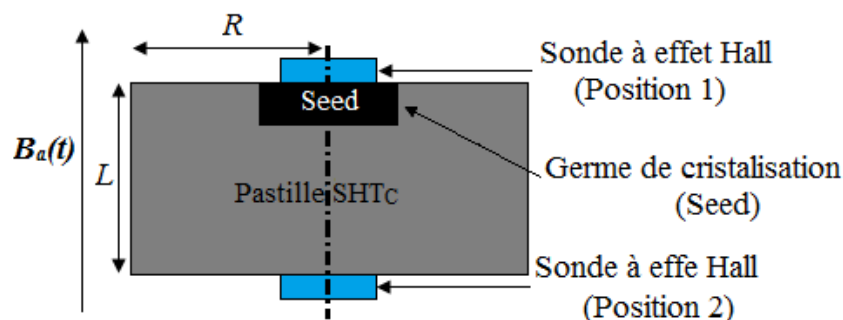 R
Sonde à effet Hall
(Position 1)
Seed
Ba(t)
L
Germe de cristalisation
(Seed)
Pastille SHTC
Sonde à effe Hall
(Position 2)